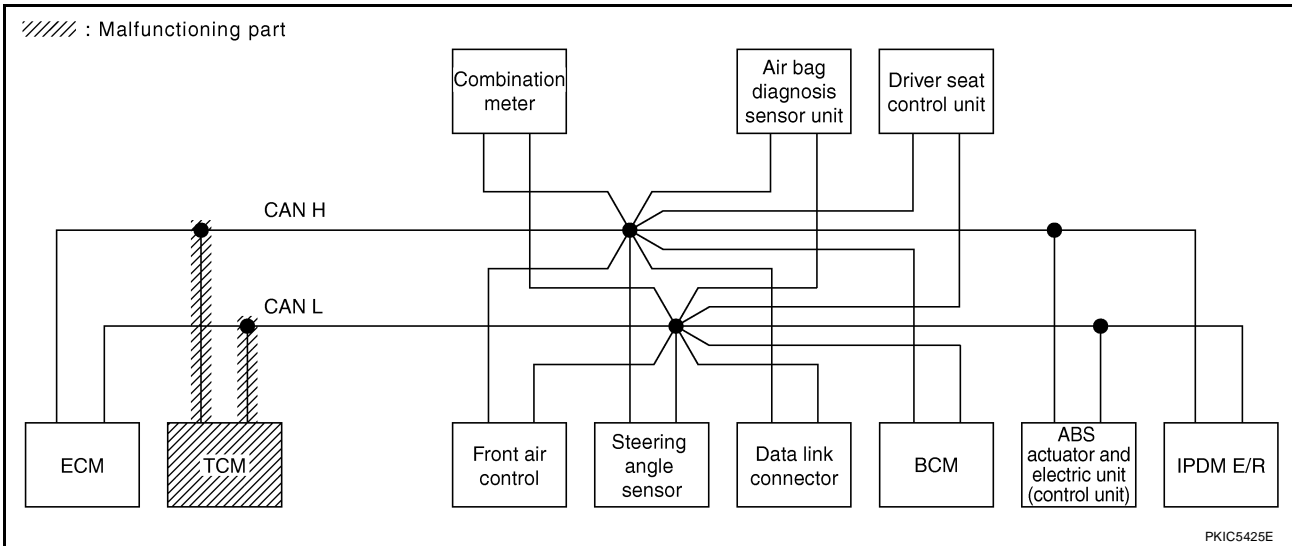 : Malfunctioning part
Combination
meter
Air bag
diagnosis
sensor unit
Driver seat
control unit
CAN H
CAN L
ECM
TCM
Front air
control
Steering
angle
sensor
Data link
connector
BCM
ABS
actuator and
electric unit
(control unit)
IPDM E/R
PKIC5425E